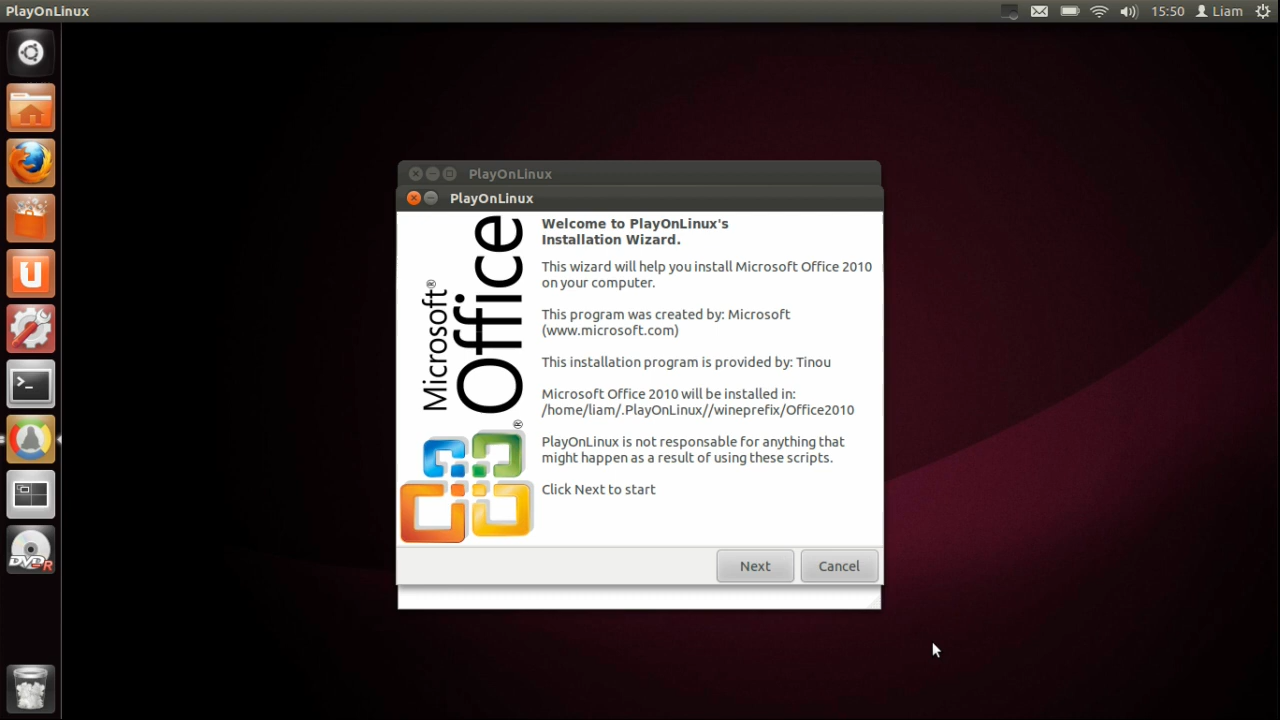 PlayOnLinux
15:50
Liam
PlayOnLinux
PlayOnLinux
Microsoft®
Office®
Welcome to PlayOnLinux's
Installation Wizard.
This wizard will help you install Microsoft Office 2010
on your computer.
This program was created by: Microsoft
(www.microsoft.com)
This installation program is provided by: Tinou
Microsoft Office 2010 will be installed in:
/home/liam/.PlayOnLinux//wineprefix/Office2010
PlayOnLinux is not responsable for anything that
might happen as a result of using these scripts.
Click Next to start
Next
Cancel
U
>_
DVD-R